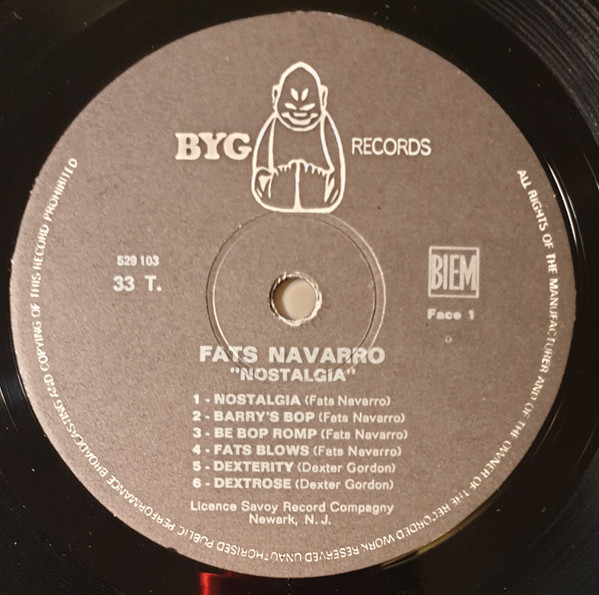 BYG RECORDS
529 103
33 T.
BIEM
Face 1
FATS NAVARRO
"NOSTALGIA"
1 - NOSTALGIA (Fats Navarro)
2 - BARRY'S BOP (Fats Navarro)
3 - BE BOP ROMP (Fats Navarro)
4 - FATS BLOWS (Fats Navarro)
5 - DEXTERITY (Dexter Gordon)
6 - DEXTROSE (Dexter Gordon)
Licence Savoy Record Compagny
Newark, N. J.
ALL RIGHTS OF THE MANUFACTURER AND OF THE OWNER OF THE RECORDED WORK RESERVED UNAUTHORISED PUBLIC PERFORMANCE BROADCASTING AND COPYING OF THIS RECORD PROHIBITED